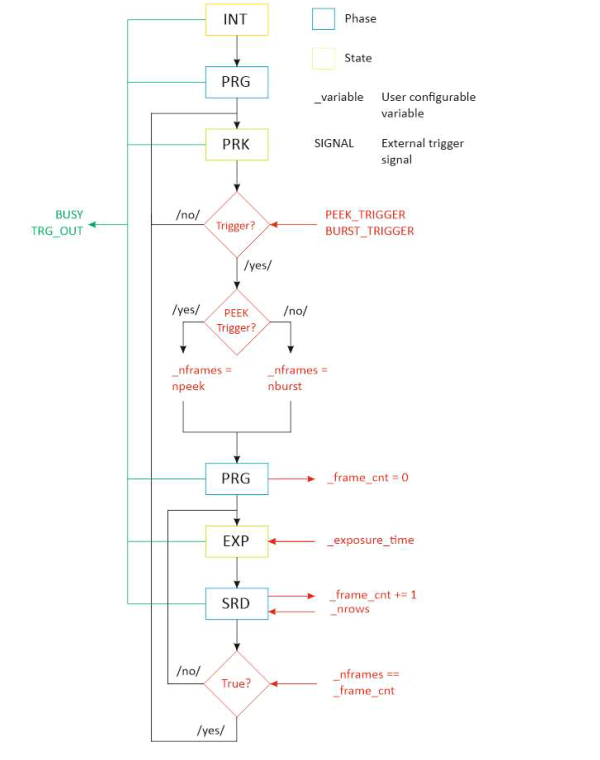 INT
Phase
State
PRG
_variable User configurable
variable
PRK
SIGNAL External trigger
signal
BUSY
TRG_OUT
/no/
Trigger?
PEEK_TRIGGER
BURST_TRIGGER
/yes/
/yes/
PEEK
Trigger?
/no/
_nframes =
npeek
_nframes =
nburst
PRG
_frame_cnt = 0
EXP
_exposure_time
SRD
_frame_cnt += 1
_nrows
/no/
True?
_nframes ==
_frame_cnt
/yes/